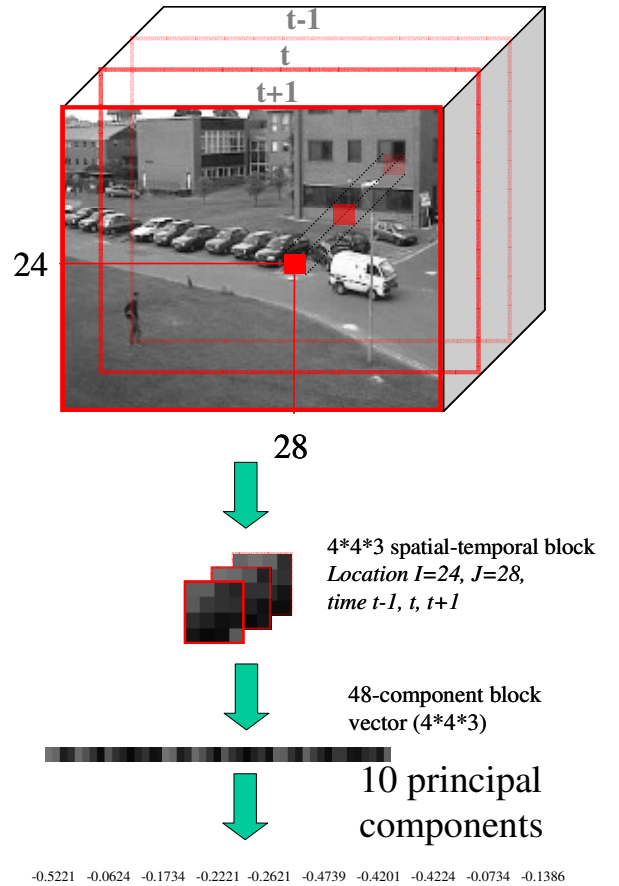 t-1
t
t+1
24
28
4*4*3 spatial-temporal block
Location I=24, J=28,
time t-1, t, t+1
48-component block
vector (4*4*3)
10 principal
components
-0.5221 -0.0624 -0.1734 -0.2221 -0.2621 -0.4739 -0.4201 -0.4224 -0.0734 -0.1386